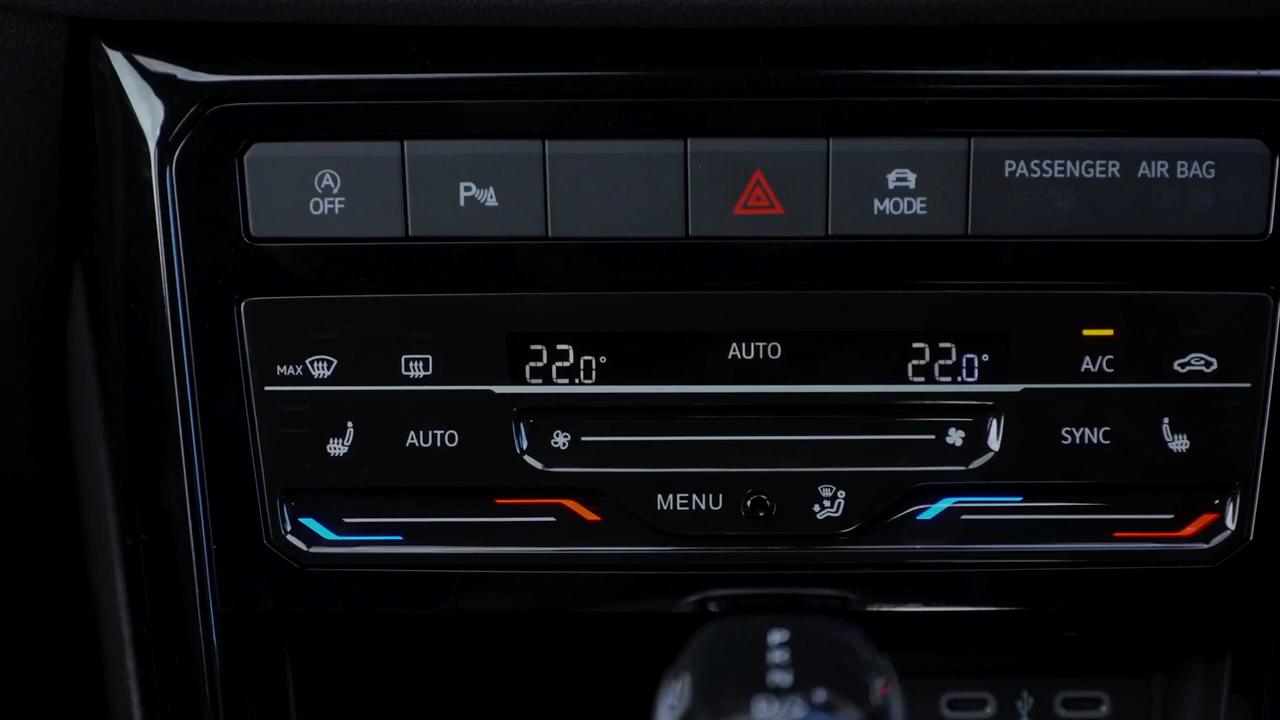 A
OFF
P
MODE
PASSENGER AIR BAG
MAX
22.0°
AUTO
22.0°
A/C
AUTO
SYNC
MENU
P
R
N